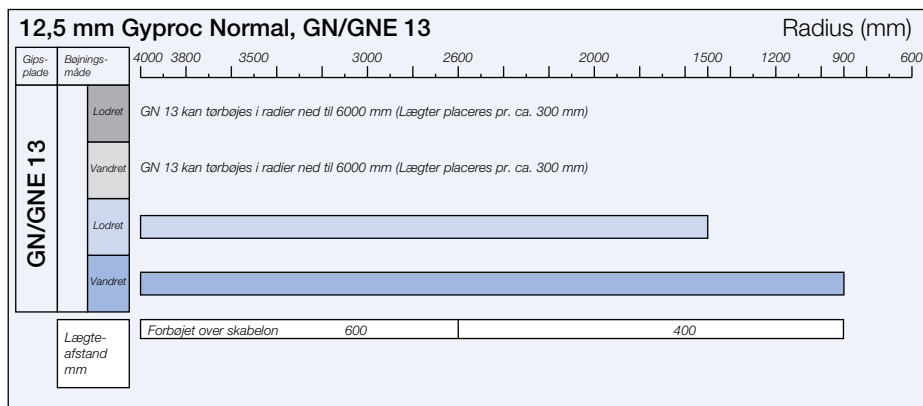 12,5 mm Gyproc Normal, GN/GNE 13 Radius (mm)
Gips-
plade
Bøjnings-
måde
4000 3800 3500 3000 2600 2000 1500 1200 900 600
GN/GNE 13
Lodret
GN 13 kan tørbøjes i radier ned til 6000 mm (Lægter placeres pr. ca. 300 mm)
Vandret
GN 13 kan tørbøjes i radier ned til 6000 mm (Lægter placeres pr. ca. 300 mm)
Lodret
Vandret
Lægte-
afstand
mm
Forbøjet over skabelon 600 400